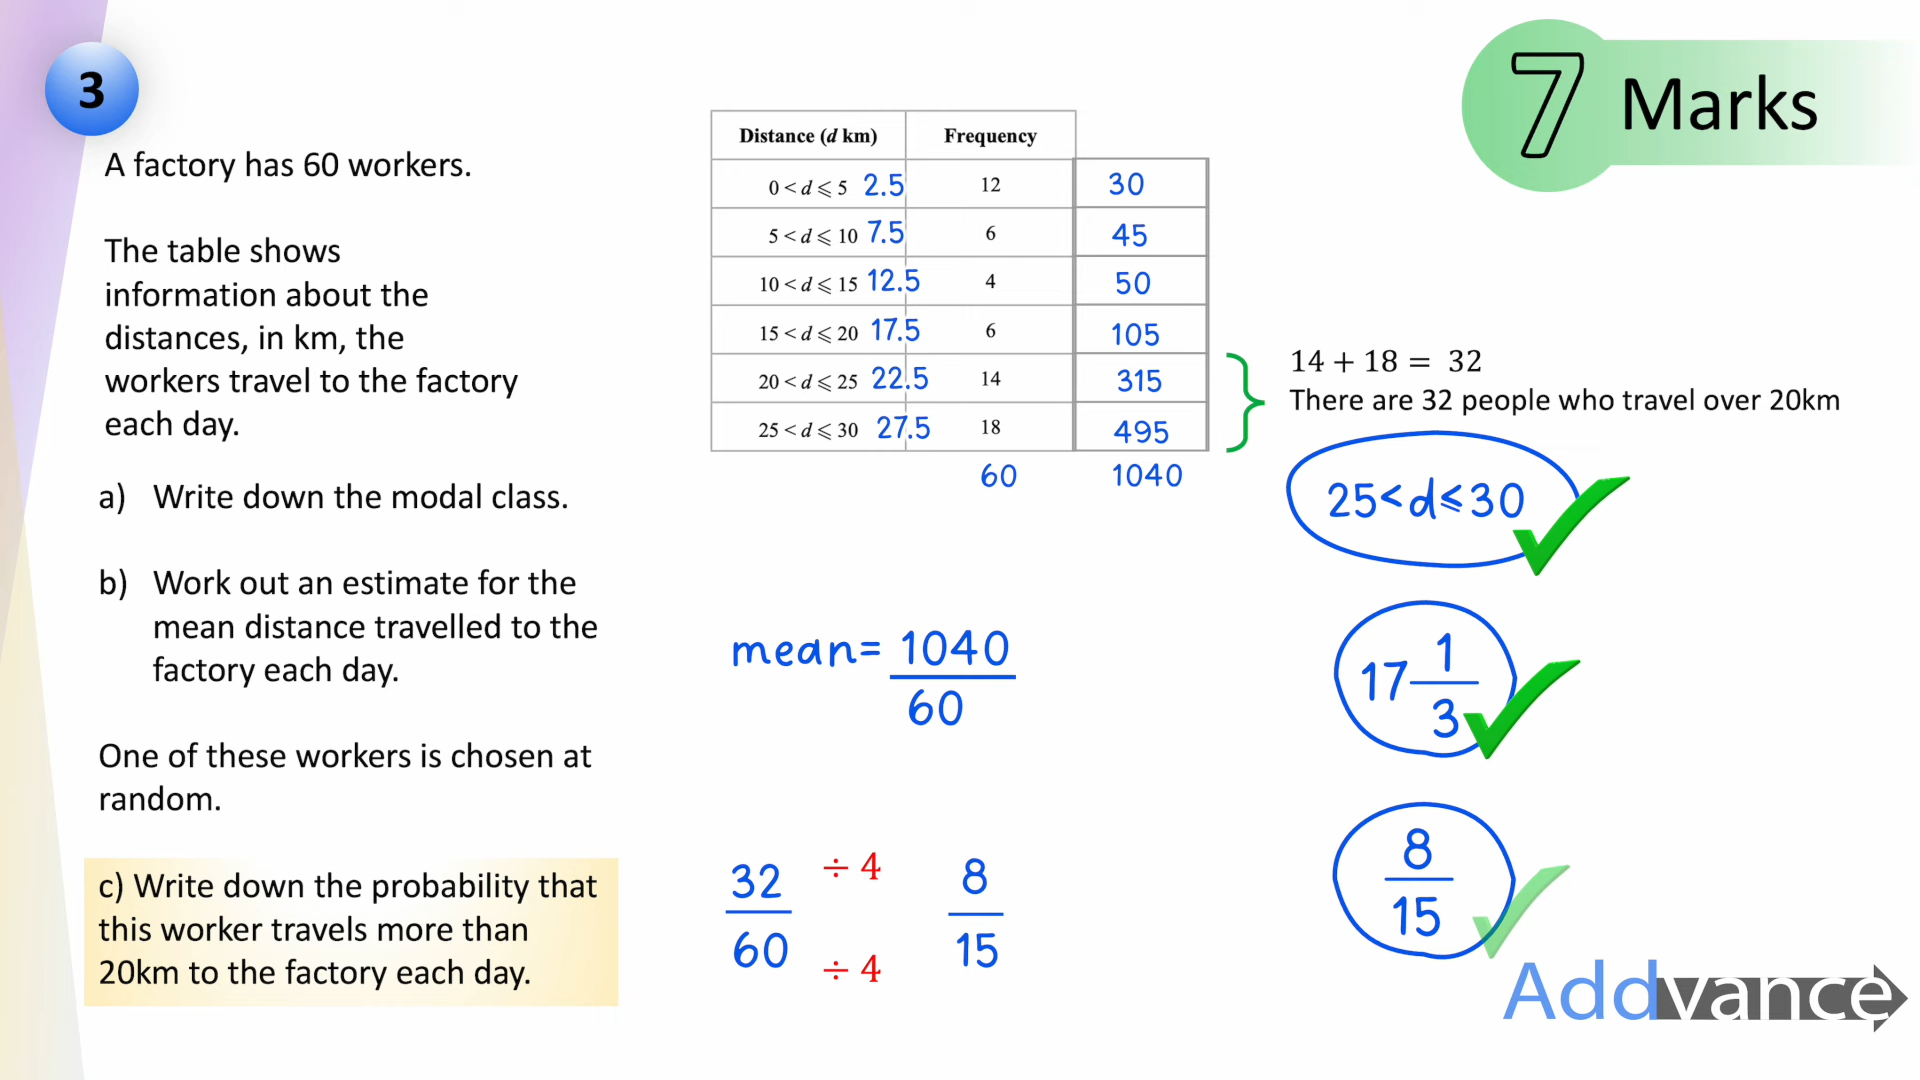 3
7 Marks
A factory has 60 workers.
The table shows
information about the
distances, in km, the
workers travel to the factory
each day.
a) Write down the modal class.
b) Work out an estimate for the
mean distance travelled to the
factory each day.
One of these workers is chosen at
random.
c) Write down the probability that
this worker travels more than
20km to the factory each day.
Distance (d km) Frequency
0 < d ⩽ 5 2.5 12 30
5 < d ⩽ 10 7.5 6 45
10 < d ⩽ 15 12.5 4 50
15 < d ⩽ 20 17.5 6 105
20 < d ⩽ 25 22.5 14 315
25 < d ⩽ 30 27.5 18 495
60 1040
14 + 18 = 32
There are 32 people who travel over 20km
25<d⩽30
mean= 1040
60
17 1
3
32 ÷ 4 8
60 ÷ 4 15
8
15
Addvance